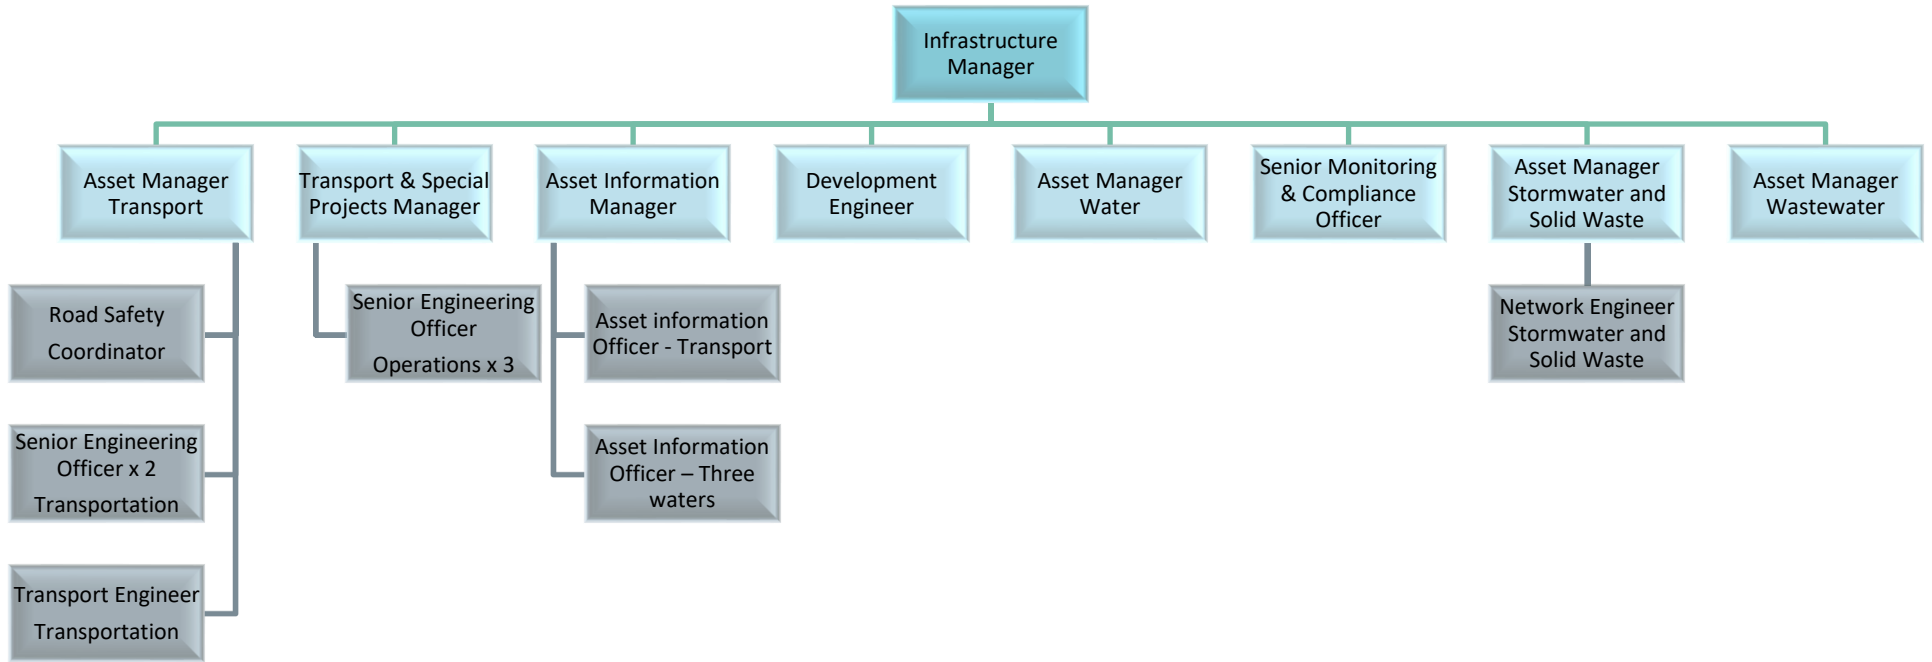 Infrastructure
Manager
Asset Manager
Transport
Transport & Special
Projects Manager
Asset Information
Manager
Development
Engineer
Asset Manager
Water
Senior Monitoring
& Compliance
Officer
Asset Manager
Stormwater and
Solid Waste
Asset Manager
Wastewater
Road Safety
Coordinator
Senior Engineering
Officer
Operations x 3
Asset information
Officer - Transport
Network Engineer
Stormwater and
Solid Waste
Senior Engineering
Officer x 2
Transportation
Asset Information
Officer – Three
waters
Transport Engineer
Transportation